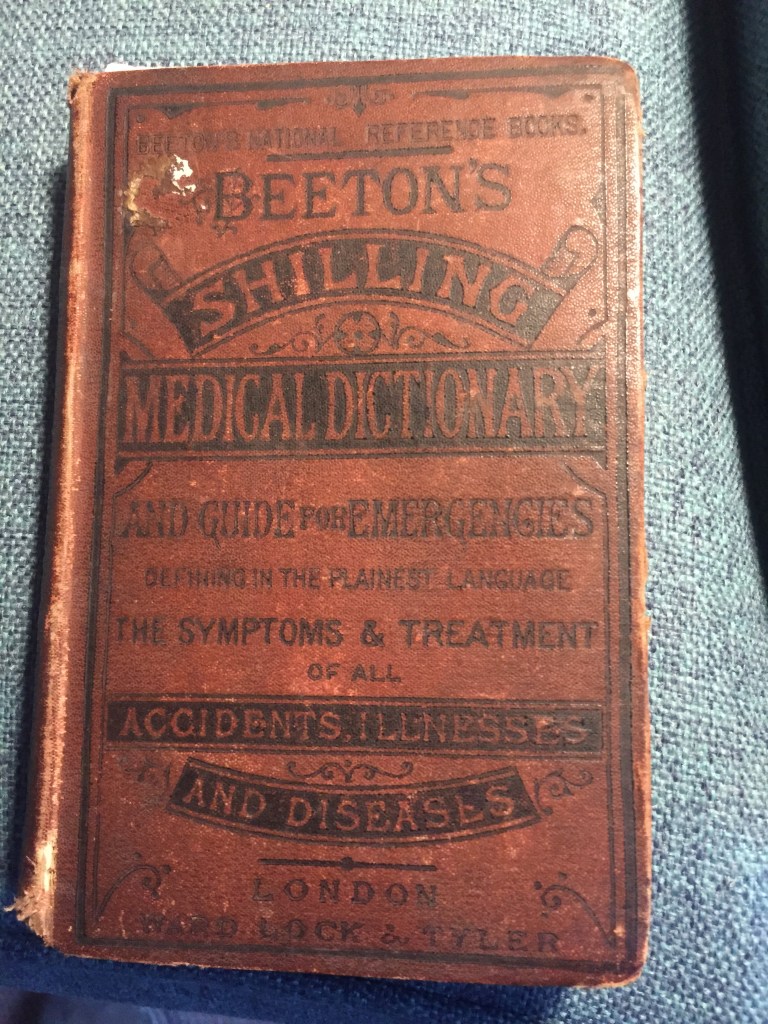 BEETON'S NATIONAL REFERENCE BOOKS.
BEETON'S
SHILLING
MEDICAL DICTIONARY
AND GUIDE FOR EMERGENCIES
DEFINING IN THE PLAINEST LANGUAGE
THE SYMPTOMS & TREATMENT
OF ALL
ACCIDENTS, ILLNESSES
AND DISEASES
LONDON
WARD LOCK & TYLER